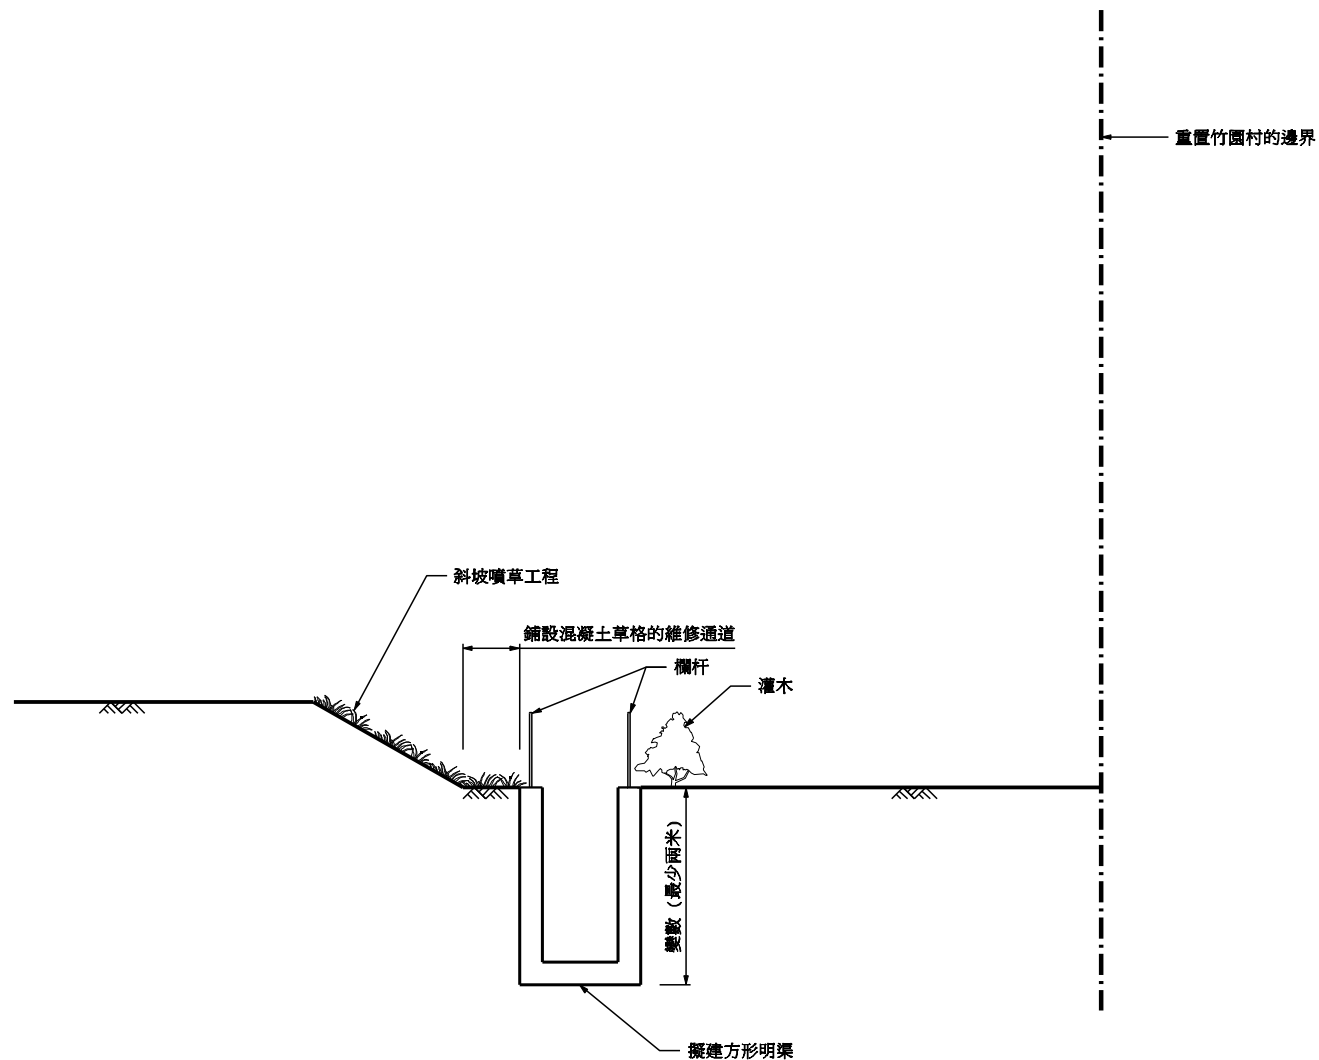 重置竹園村的邊界
斜坡噴草工程
鋪設混凝土草格的維修通道
欄杆
灌木
變數（最少兩米）
擬建方形明渠